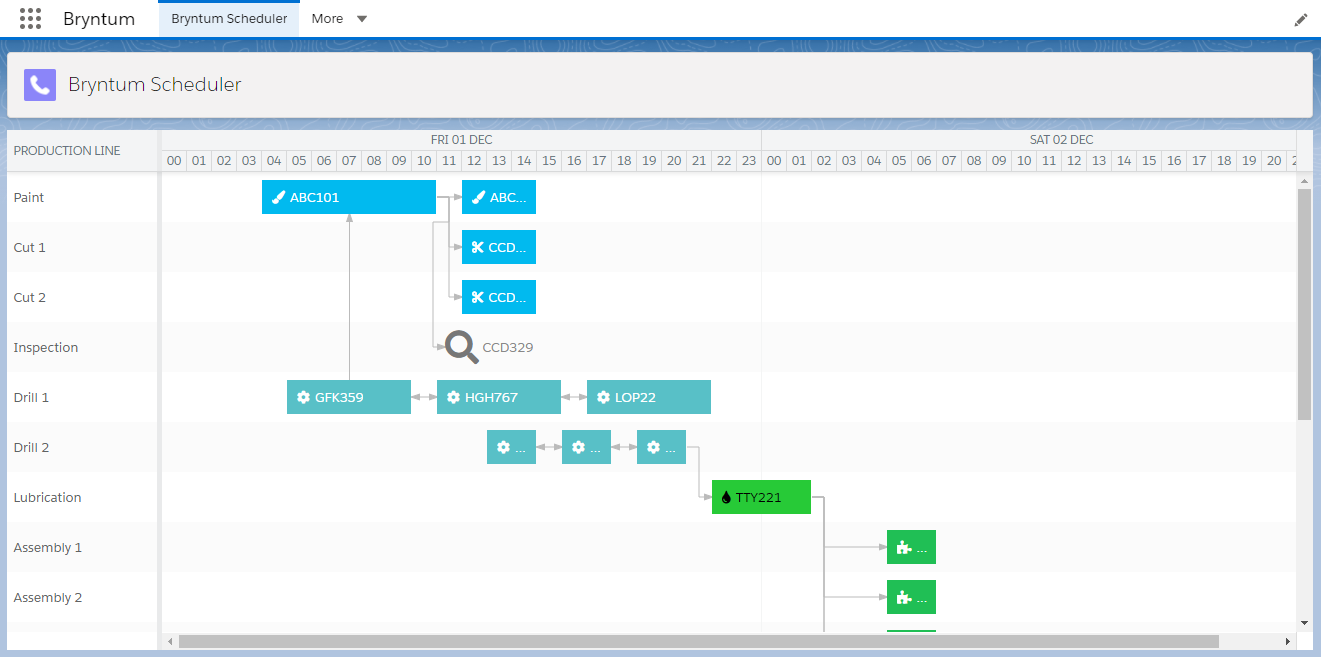 Bryntum Bryntum Scheduler More
Bryntum Scheduler
PRODUCTION LINE FRI 01 DEC SAT 02 DEC
00 01 02 03 04 05 06 07 08 09 10 11 12 13 14 15 16 17 18 19 20 21 22 23 00 01 02 03 04 05 06 07 08 09 10 11 12 13 14 15 16 17 18 19 20
Paint ABC101 ABC...
Cut 1 CCD...
Cut 2 CCD...
Inspection CCD329
Drill 1 GFK359 HGH767 LOP22
Drill 2 ... ... ...
Lubrication TTY221
Assembly 1 ...
Assembly 2 ...